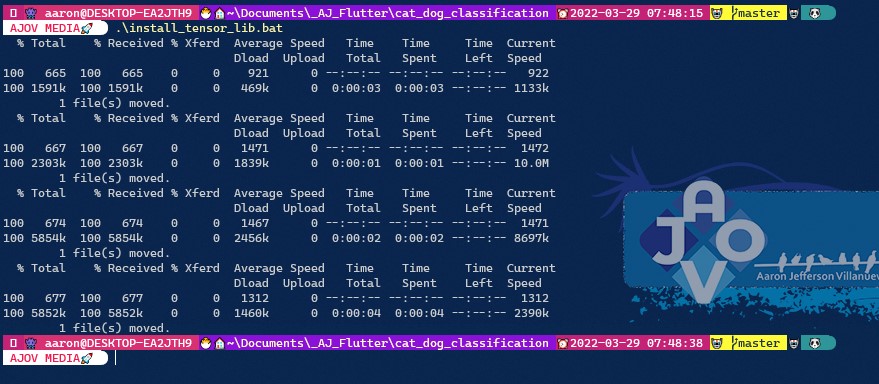 aaron@DESKTOP-EA2JTH9 ~\Documents\_AJ_Flutter\cat_dog_classification 2022-03-29 07:48:15 master
AJOV MEDIA .\install_tensor_lib.bat
% Total % Received % Xferd Average Speed Time Time Time Current
Dload Upload Total Spent Left Speed
100 665 100 665 0 0 921 0 --:--:-- --:--:-- --:--:-- 922
100 1591k 100 1591k 0 0 469k 0 0:00:03 0:00:03 --:--:-- 1133k
1 file(s) moved.
% Total % Received % Xferd Average Speed Time Time Time Current
Dload Upload Total Spent Left Speed
100 667 100 667 0 0 1471 0 --:--:-- --:--:-- --:--:-- 1472
100 2303k 100 2303k 0 0 1839k 0 0:00:01 0:00:01 --:--:-- 10.0M
1 file(s) moved.
% Total % Received % Xferd Average Speed Time Time Time Current
Dload Upload Total Spent Left Speed
100 674 100 674 0 0 1467 0 --:--:-- --:--:-- --:--:-- 1471
100 5854k 100 5854k 0 0 2456k 0 0:00:02 0:00:02 --:--:-- 8697k
1 file(s) moved.
% Total % Received % Xferd Average Speed Time Time Time Current
Dload Upload Total Spent Left Speed
100 677 100 677 0 0 1312 0 --:--:-- --:--:-- --:--:-- 1312
100 5852k 100 5852k 0 0 1460k 0 0:00:04 0:00:04 --:--:-- 2390k
1 file(s) moved.
aaron@DESKTOP-EA2JTH9 ~\Documents\_AJ_Flutter\cat_dog_classification 2022-03-29 07:48:38 master
AJOV MEDIA
A
J O
V
Aaron Jefferson Villanuev